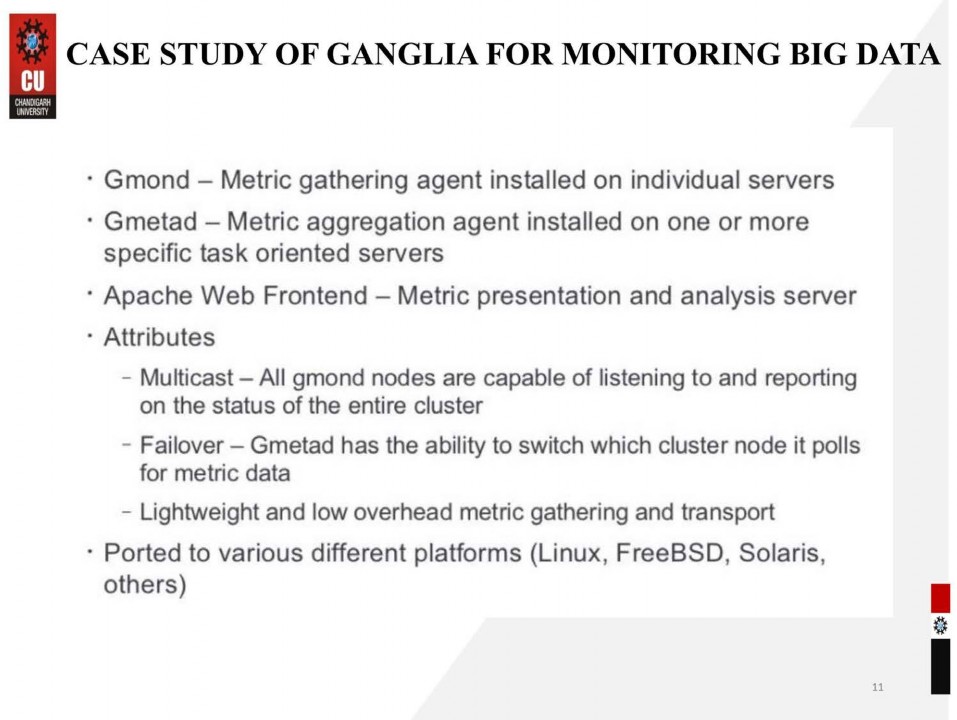 CU
CHANDIGARH
UNIVERSITY
CASE STUDY OF GANGLIA FOR MONITORING BIG DATA
· Gmond – Metric gathering agent installed on individual servers
· Gmetad – Metric aggregation agent installed on one or more
specific task oriented servers
· Apache Web Frontend – Metric presentation and analysis server
· Attributes
– Multicast – All gmond nodes are capable of listening to and reporting
on the status of the entire cluster
– Failover – Gmetad has the ability to switch which cluster node it polls
for metric data
– Lightweight and low overhead metric gathering and transport
· Ported to various different platforms (Linux, FreeBSD, Solaris,
others)
11